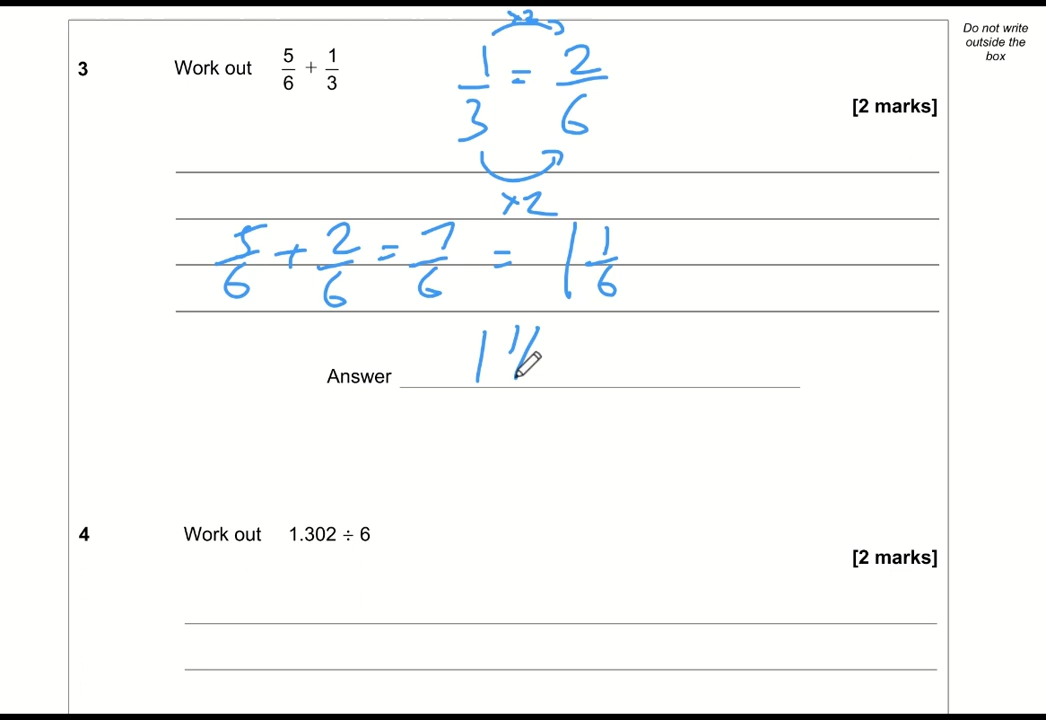 ×2
Do not write
outside the
box
3 Work out 5/6 + 1/3
1/3 = 2/6
[2 marks]
×2
5/6 + 2/6 = 7/6 = 1 1/6
Answer 1 1/
4 Work out 1.302 ÷ 6
[2 marks]